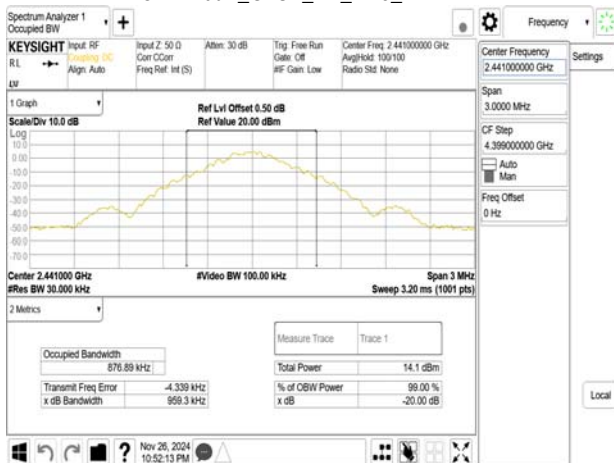 Spectrum Analyzer 1
Occupied BW
+
Frequency
KEYSIGHT
RL
Input: RF
Coupling: DC
Align: Auto
Input Z: 50 Ω
Corr CCorr
Freq Ref: Int (S)
Atten: 30 dB
Trig: Free Run
Gate: Off
#IF Gain: Low
Center Freq: 2.441000000 GHz
Avg|Hold: 100/100
Radio Std: None
Center Frequency
2.441000000 GHz
Settings
Span
3.0000 MHz
CF Step
4.399000000 GHz
Auto
Man
Freq Offset
0 Hz
Local
1 Graph
Scale/Div 10.0 dB
Ref Lvl Offset 0.50 dB
Ref Value 20.00 dBm
Log
10.0
0.00
-10.0
-20.0
-30.0
-40.0
-50.0
-60.0
-70.0
Center 2.441000 GHz
#Video BW 100.00 kHz
Span 3 MHz
#Res BW 30.000 kHz
Sweep 3.20 ms (1001 pts)
2 Metrics
Measure Trace
Trace 1
Occupied Bandwidth
876.89 kHz
Total Power
14.1 dBm
Transmit Freq Error
-4.339 kHz
% of OBW Power
99.00 %
x dB Bandwidth
959.3 kHz
x dB
-20.00 dB
?
Nov 26, 2024
10:52:13 PM